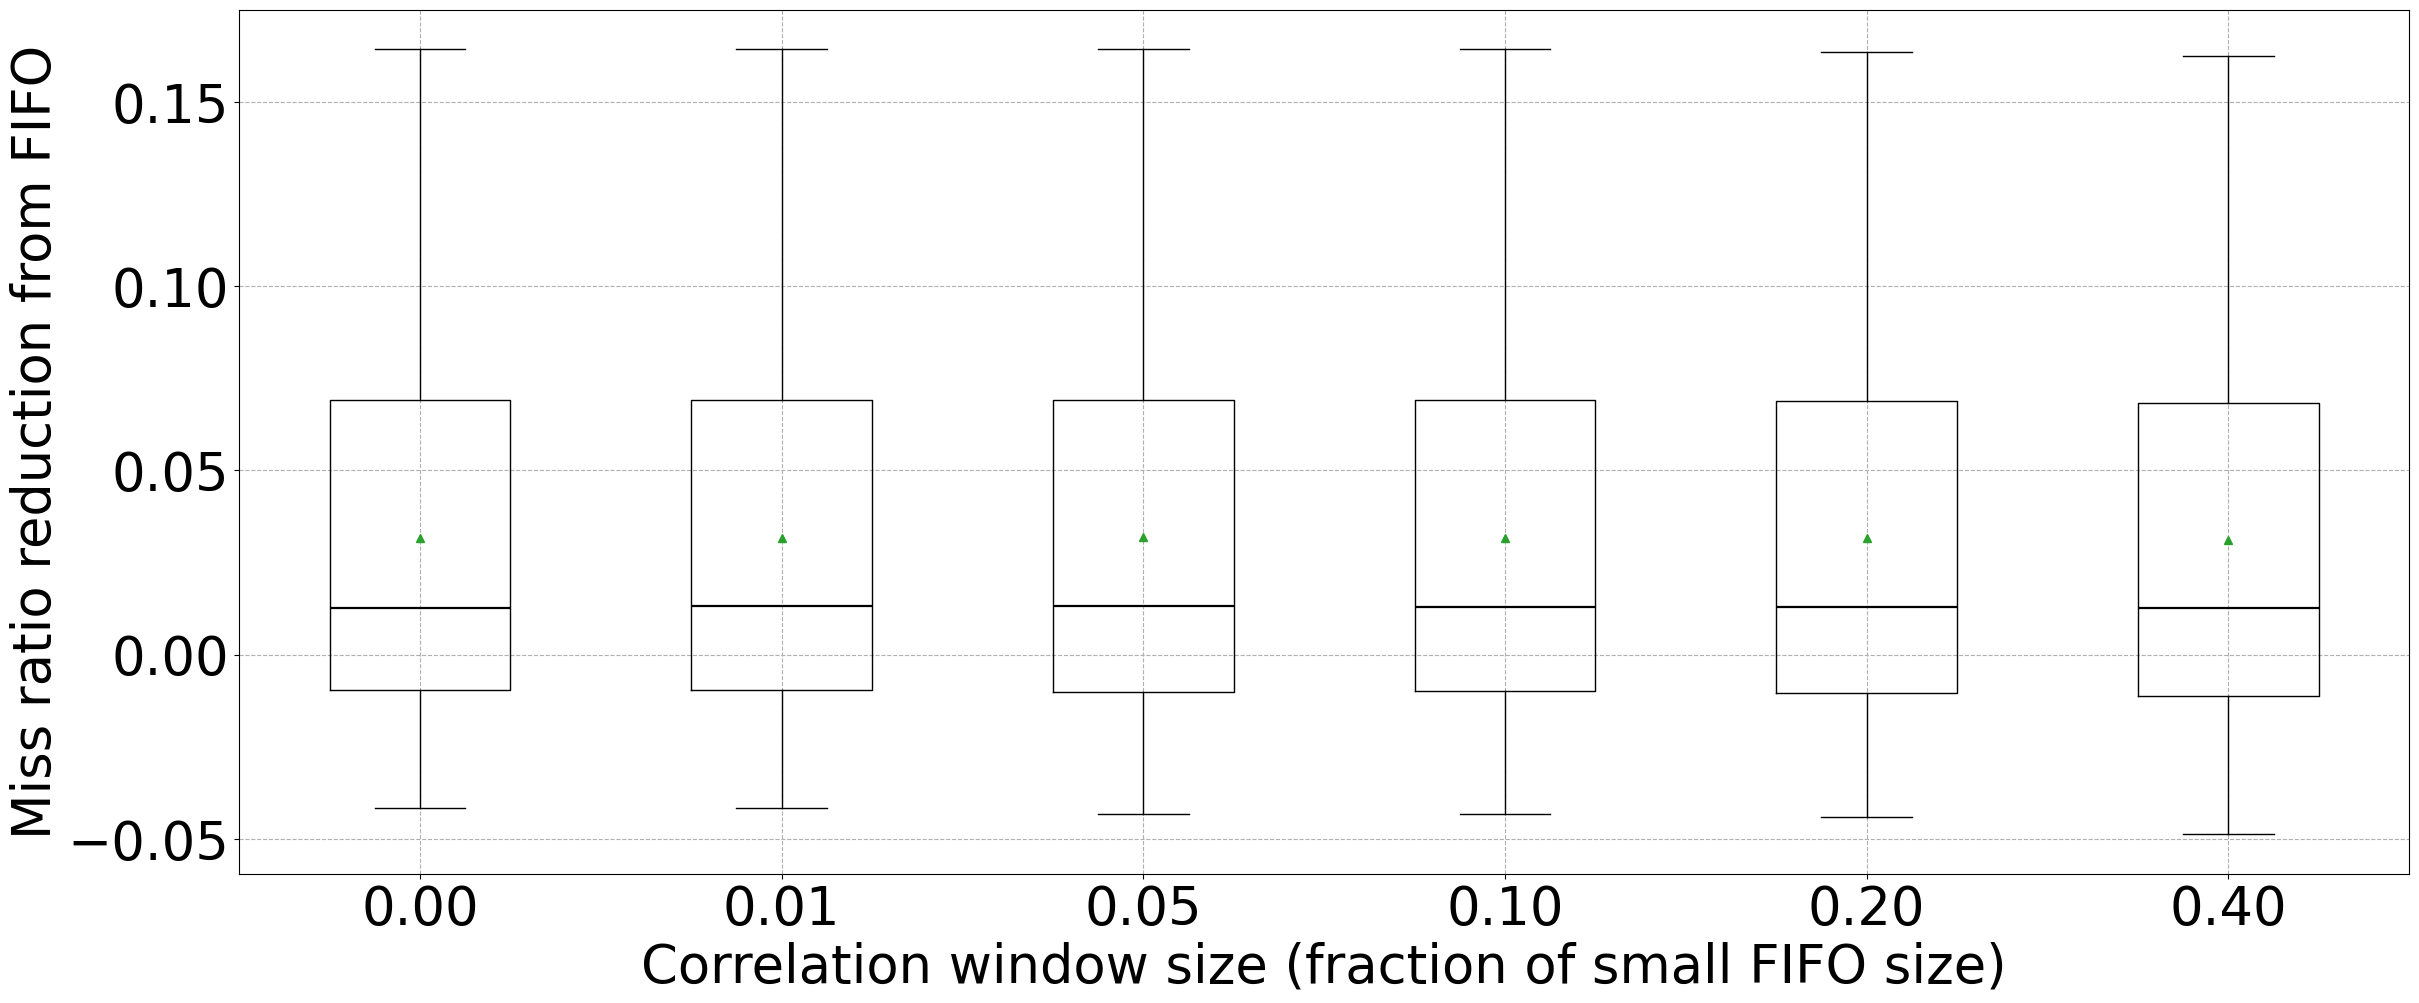 Miss ratio reduction from FIFO
0.15
0.10
0.05
0.00
−0.05
0.00 0.01 0.05 0.10 0.20 0.40
Correlation window size (fraction of small FIFO size)